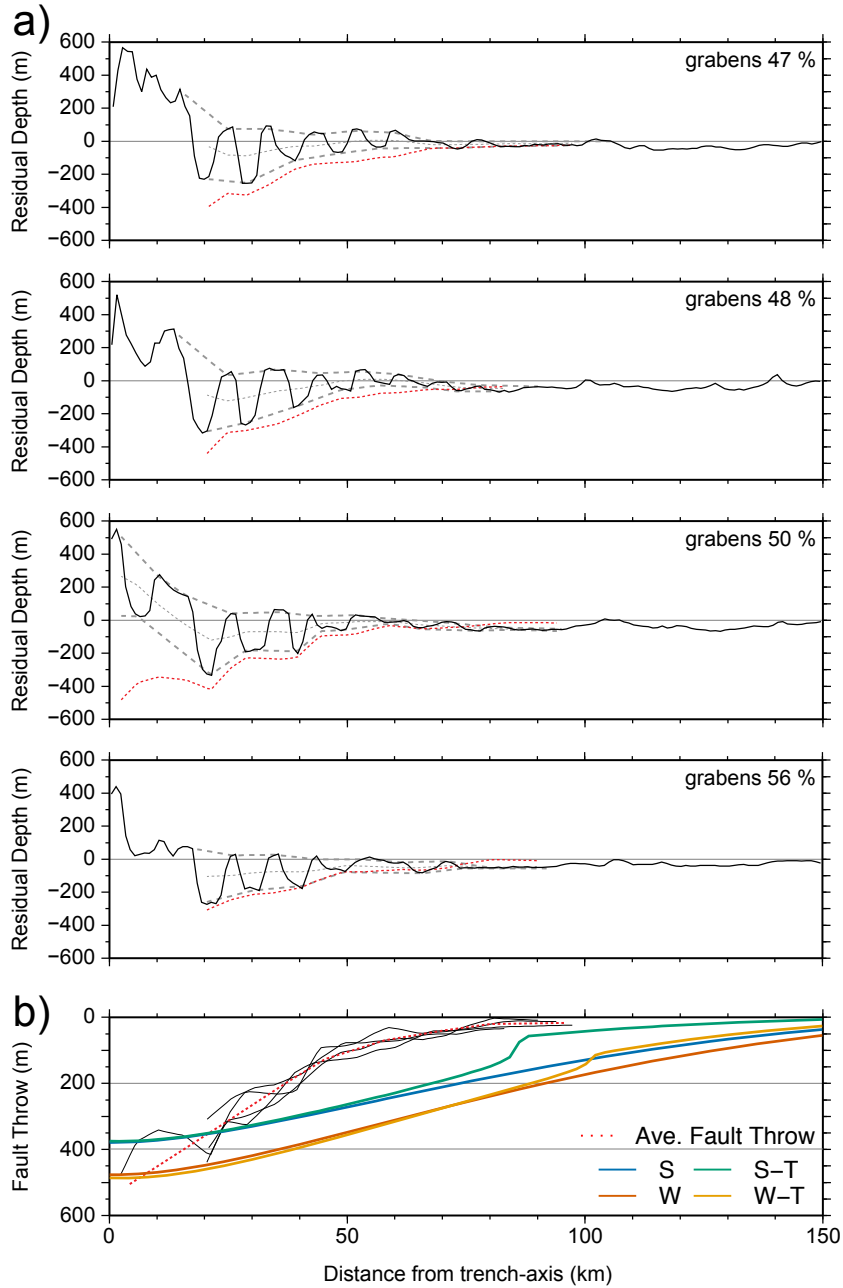 a)
600
400
200
0
−200
−400
−600
Residual Depth (m)
grabens 47 %
600
400
200
0
−200
−400
−600
Residual Depth (m)
grabens 48 %
600
400
200
0
−200
−400
−600
Residual Depth (m)
grabens 50 %
600
400
200
0
−200
−400
−600
Residual Depth (m)
grabens 56 %
b)
0
200
400
600
Fault Throw (m)
Ave. Fault Throw
S S−T
W W−T
0 50 100 150
Distance from trench-axis (km)